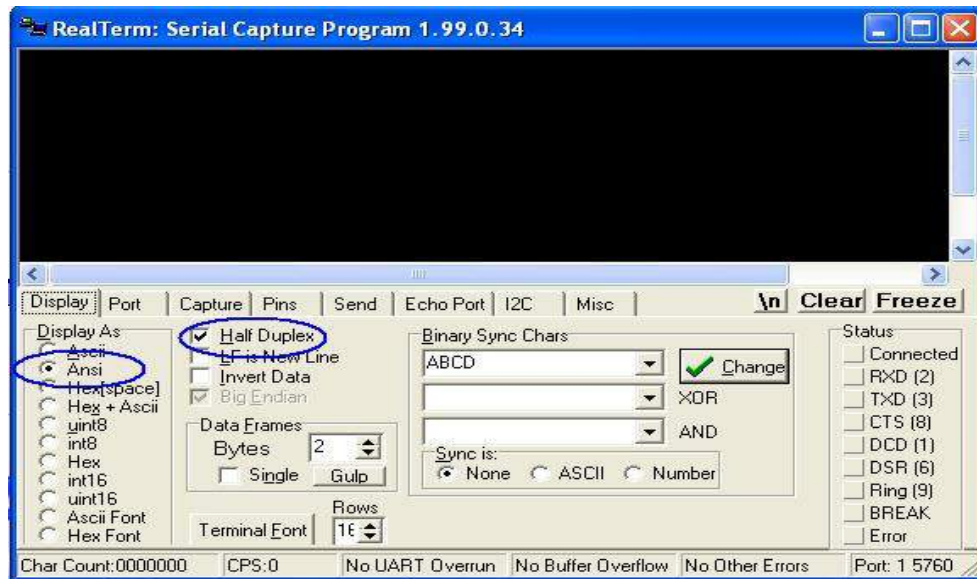 RealTerm: Serial Capture Program 1.99.0.34
Display Port Capture Pins Send Echo Port I2C Misc \n Clear Freeze
Display As
Ascii
Ansi
Hex[space]
Hex + Ascii
uint8
int8
Hex
int16
uint16
Ascii Font
Hex Font
Half Duplex
LF is New Line
Invert Data
Big Endian
Data Frames
Bytes 2
Single Gulp
Rows
Terminal Font 16
Binary Sync Chars
ABCD
Change
XOR
AND
Sync is:
None ASCII Number
Status
Connected
RXD (2)
TXD (3)
CTS (8)
DCD (1)
DSR (6)
Ring (9)
BREAK
Error
Char Count:0000000 CPS:0 No UART Overrun No Buffer Overflow No Other Errors Port: 1 5760